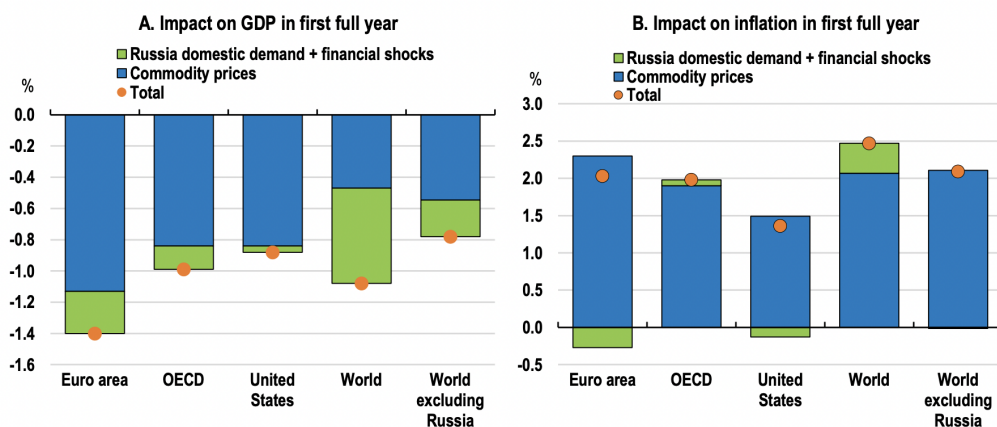 A. Impact on GDP in first full year
Russia domestic demand + financial shocks
Commodity prices
Total
%
0.0
-0.2
-0.4
-0.6
-0.8
-1.0
-1.2
-1.4
-1.6
Euro area
OECD
United
States
World
World
excluding
Russia
B. Impact on inflation in first full year
Russia domestic demand + financial shocks
Commodity prices
Total
%
3.0
2.5
2.0
1.5
1.0
0.5
0.0
-0.5
Euro area
OECD
United
States
World
World
excluding
Russia